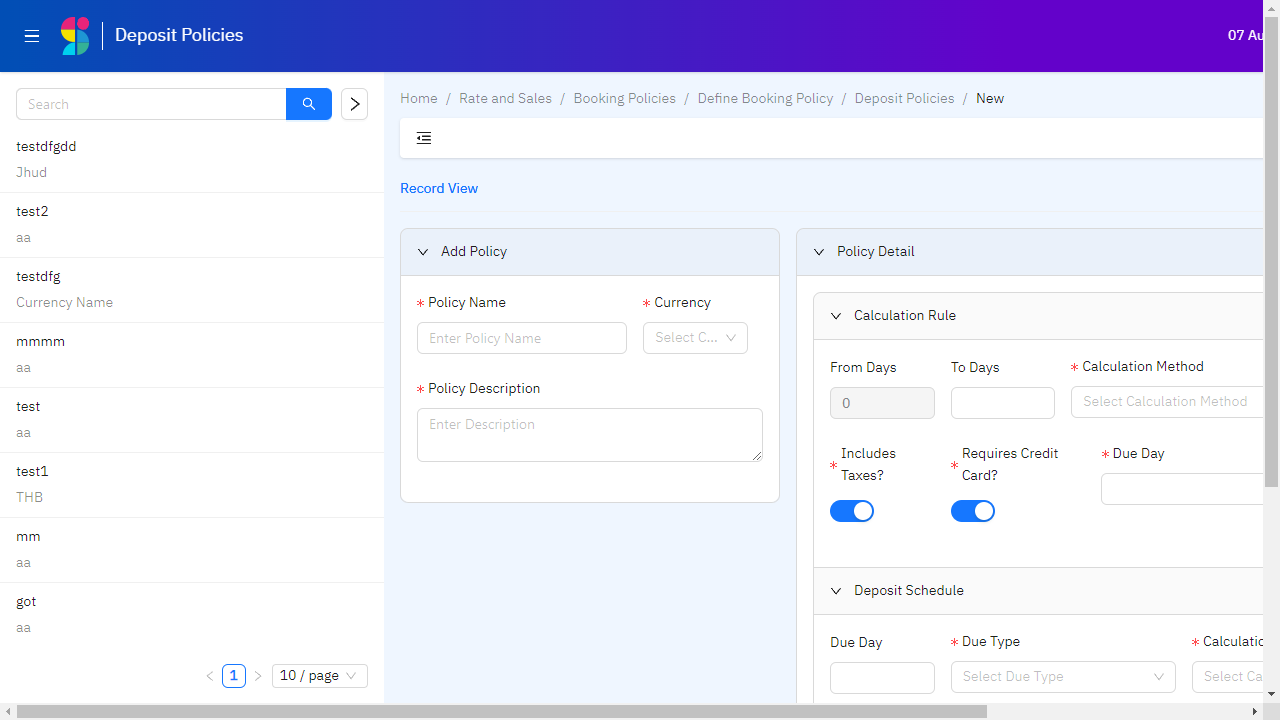 Deposit Policies
07 Au
Search
testdfgdd
Jhud
test2
aa
testdfg
Currency Name
mmmm
aa
test
aa
test1
THB
mm
aa
got
aa
1
10 / page
Home / Rate and Sales / Booking Policies / Define Booking Policy / Deposit Policies / New
Record View
Add Policy
* Policy Name
* Currency
Enter Policy Name
Select C...
* Policy Description
Enter Description
Policy Detail
Calculation Rule
From Days
To Days
* Calculation Method
0
Select Calculation Method
* Includes
Taxes?
* Requires Credit
Card?
* Due Day
Deposit Schedule
Due Day
* Due Type
* Calculatio
Select Due Type
Select Ca